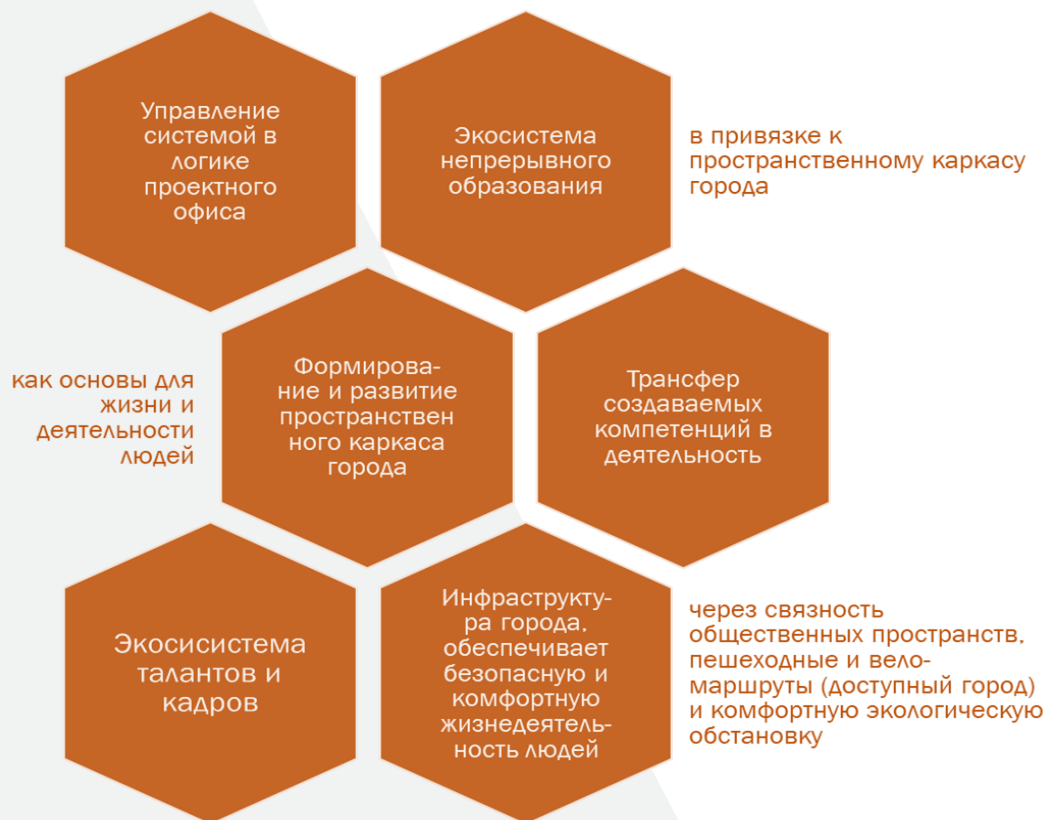 Управление
системой в
логике
проектного
офиса
Экосистема
непрерывного
образования
в привязке к
пространственному каркасу
города
как основы для
жизни и
деятельности
людей
Формирова-
ние и развитие
пространствен
ного каркаса
города
Трансфер
создаваемых
компетенций в
деятельность
Экосисистема
талантов и
кадров
Инфраструкту-
ра города,
обеспечивает
безопасную и
комфортную
жизнедеятель-
ность людей
через связность
общественных пространств,
пешеходные и вело-
маршруты (доступный город)
и комфортную экологическую
обстановку